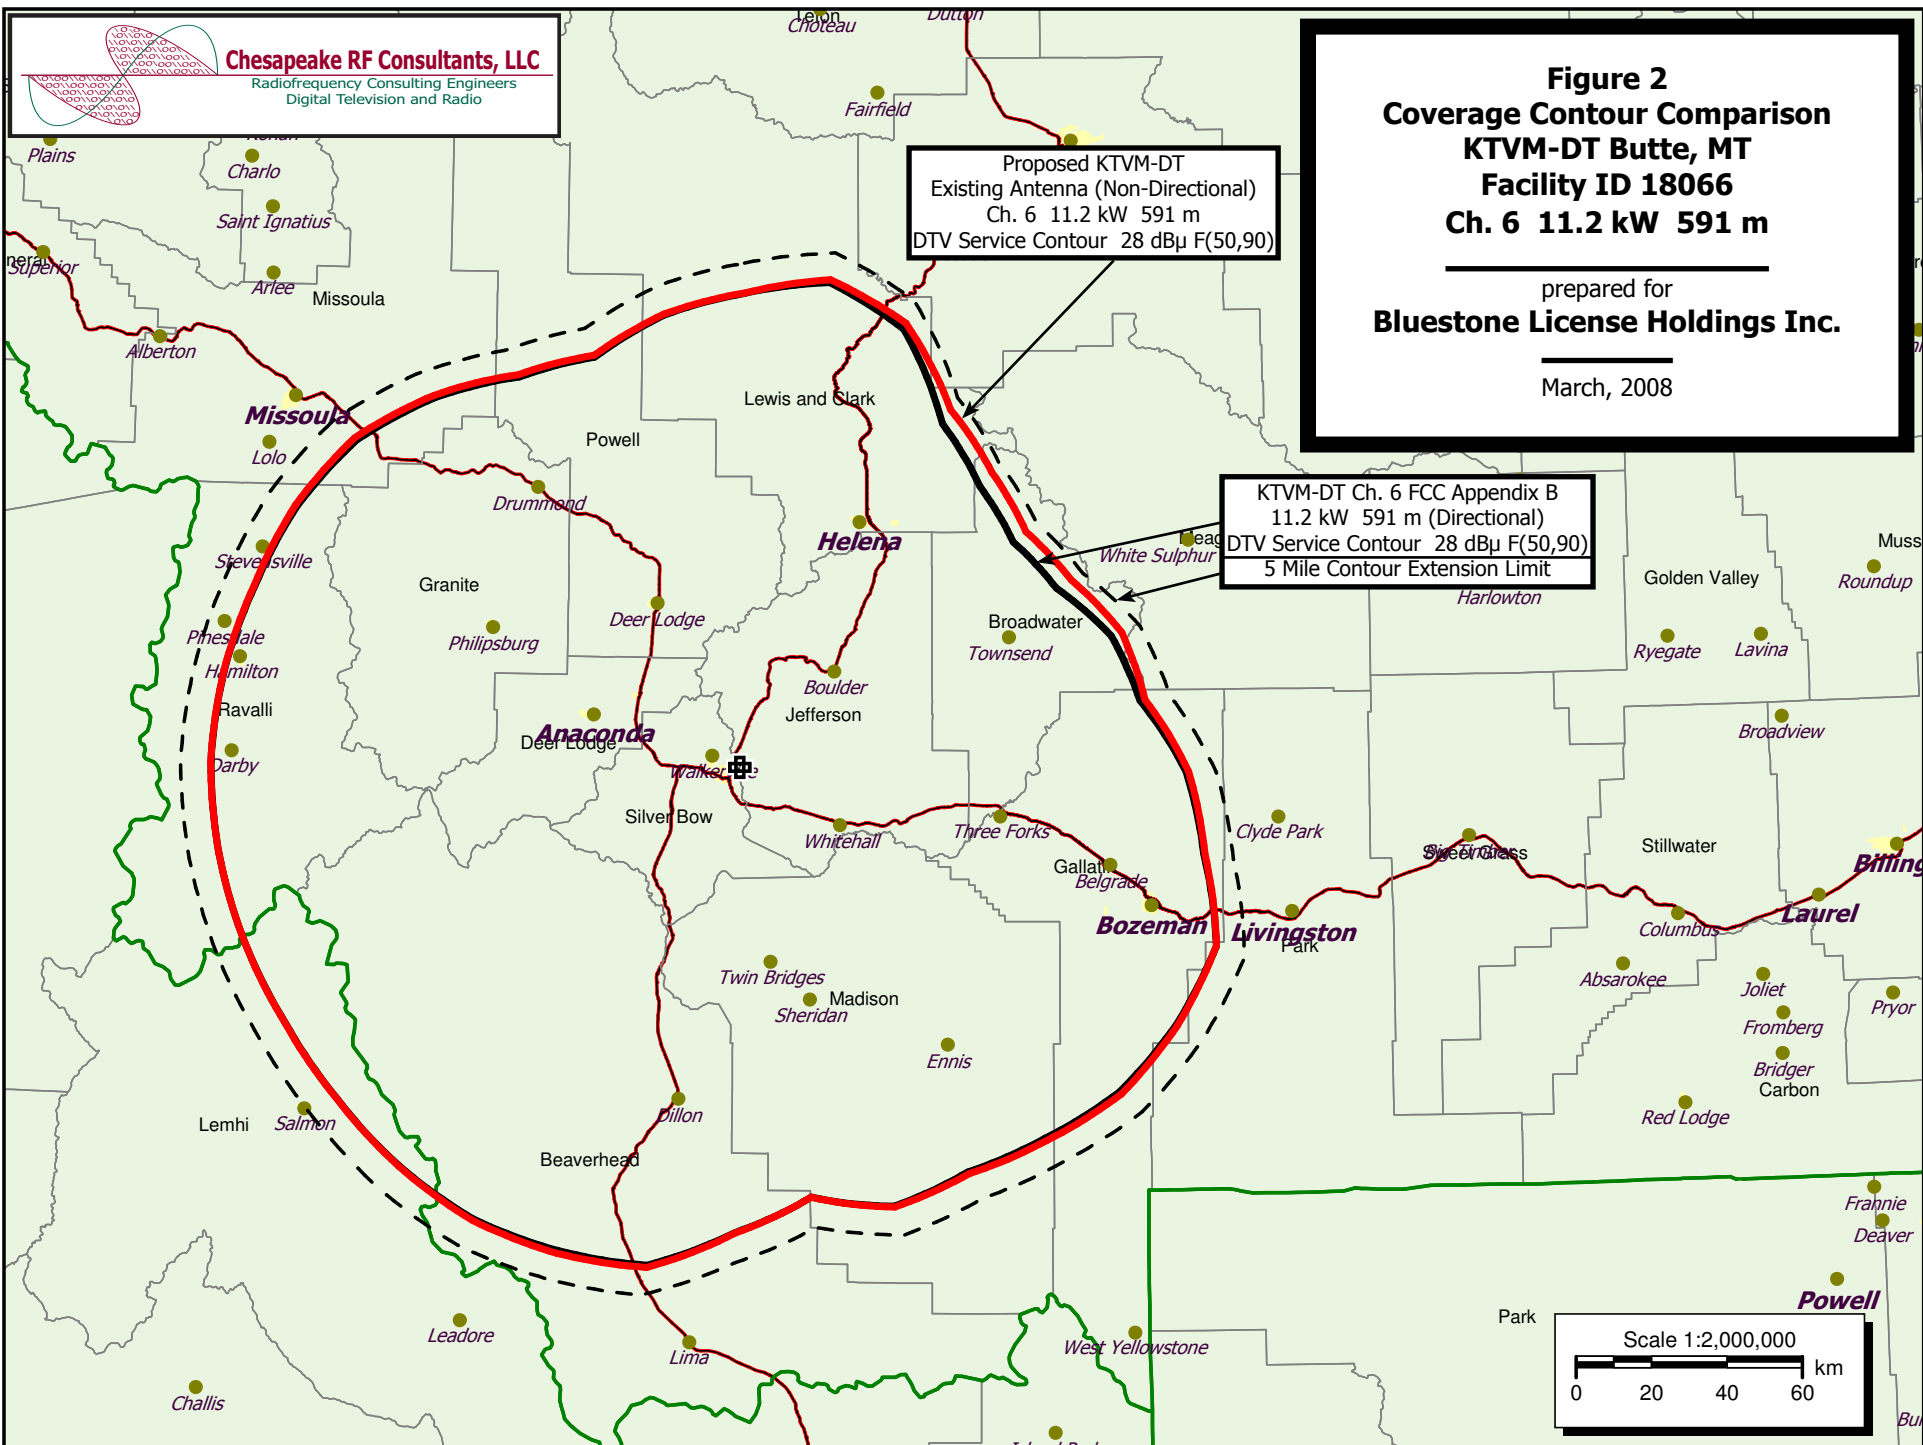 Chesapeake RF Consultants, LLC
Radiofrequency Consulting Engineers
Digital Television and Radio
Figure 2
Coverage Contour Comparison
KTVM-DT Butte, MT
Facility ID 18066
Ch. 6 11.2 kW 591 m
prepared for
Bluestone License Holdings Inc.
March, 2008
Proposed KTVM-DT
Existing Antenna (Non-Directional)
Ch. 6 11.2 kW 591 m
DTV Service Contour 28 dBµ F(50,90)
KTVM-DT Ch. 6 FCC Appendix B
11.2 kW 591 m (Directional)
DTV Service Contour 28 dBµ F(50,90)
5 Mile Contour Extension Limit
Teton
Choteau
Dutton
Fairfield
Plains
Charlo
Saint Ignatius
Superior
Arlee
Missoula
Alberton
Missoula
Lolo
Lewis and Clark
Powell
Drummond
Helena
Stevensville
Granite
White Sulphur
Harlowton
Golden Valley
Roundup
Deer Lodge
Philipsburg
Pinesdale
Hamilton
Broadwater
Townsend
Ryegate
Lavina
Boulder
Jefferson
Ravalli
Anaconda
Deer Lodge
Broadview
Darby
Silver Bow
Whitehall
Three Forks
Clyde Park
Sweet Grass
Big Timber
Stillwater
Belgrade
Bozeman
Livingston
Park
Laurel
Columbus
Twin Bridges
Madison
Sheridan
Absarokee
Joliet
Pryor
Fromberg
Ennis
Bridger
Carbon
Red Lodge
Lemhi
Salmon
Dillon
Beaverhead
Frannie
Deaver
Powell
Park
Leadore
Lima
West Yellowstone
Challis
Scale 1:2,000,000
km
0 20 40 60